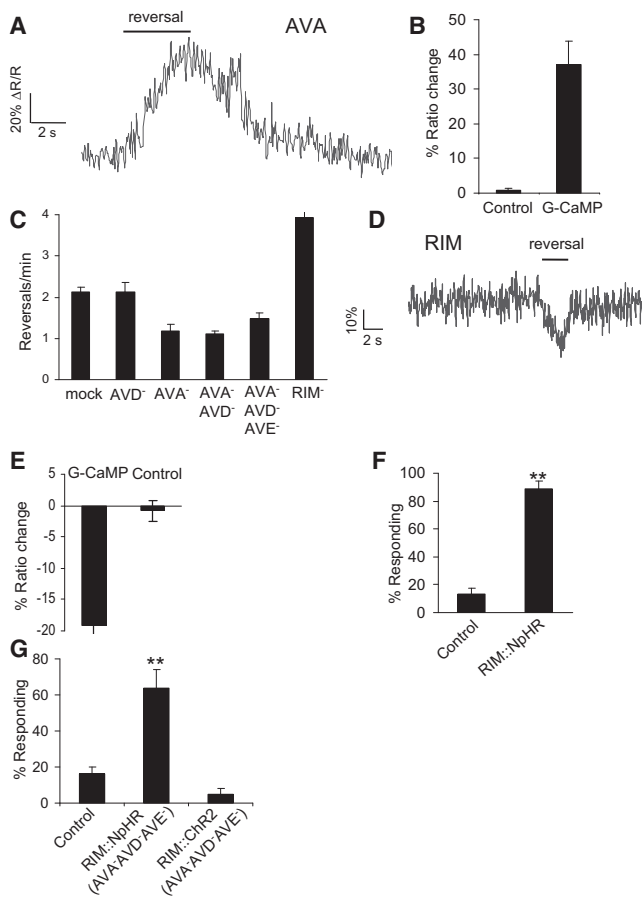 A
reversal
AVA
20% ΔR/R
2 s
B
% Ratio change
50
40
30
20
10
0
Control
G-CaMP
C
Reversals/min
4
3
2
1
0
mock
AVD-
AVA-
AVA-
AVD-
AVA-
AVD-
AVE-
RIM-
D
RIM
reversal
10%
2 s
E
G-CaMP
Control
% Ratio change
5
0
-5
-10
-15
-20
F
% Responding
100
80
60
40
20
0
**
Control
RIM::NpHR
G
% Responding
80
60
40
20
0
**
Control
RIM::NpHR
(AVA-AVD-AVE-)
RIM::ChR2
(AVA-AVD-AVE-)